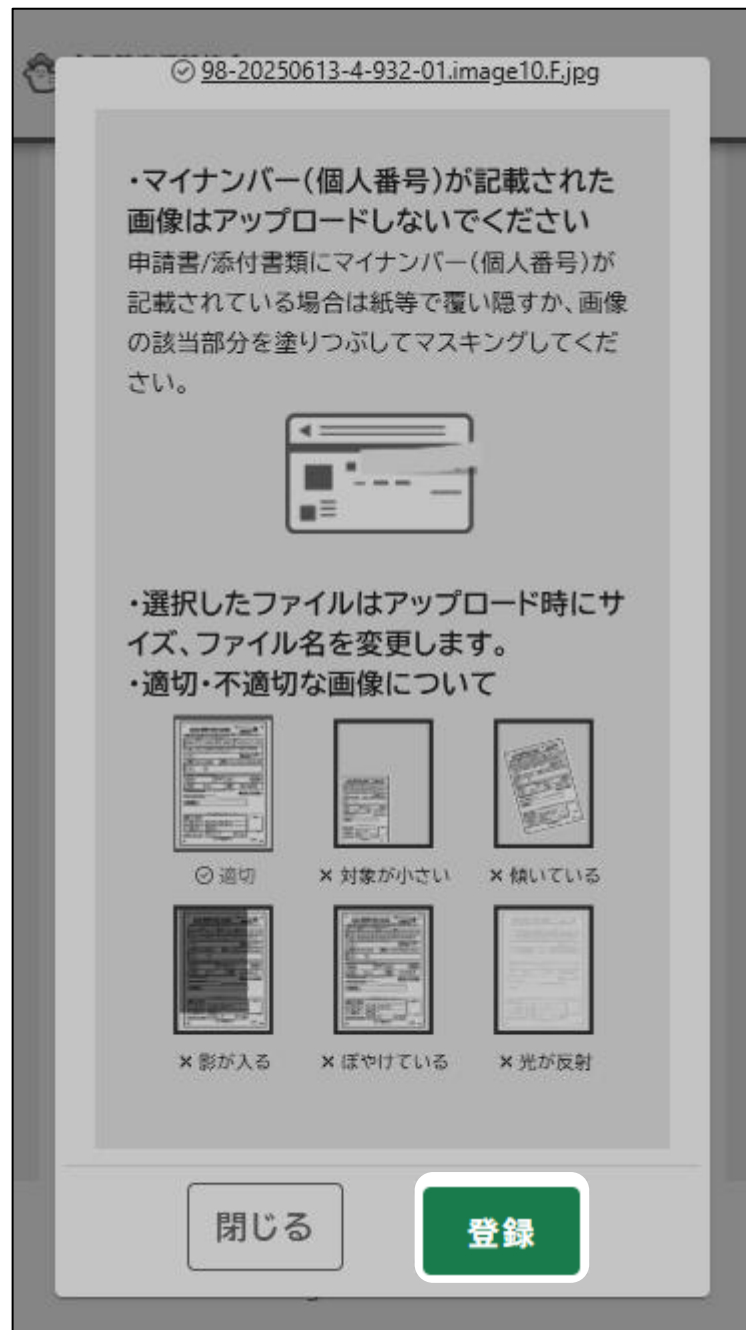 98-20250613-4-932-01.image10.F.jpg
・マイナンバー(個人番号)が記載された
画像はアップロードしないでください
申請書/添付書類にマイナンバー(個人番号)が
記載されている場合は紙等で覆い隠すか、画像
の該当部分を塗りつぶしてマスキングしてくだ
さい。
・選択したファイルはアップロード時にサ
イズ、ファイル名を変更します。
・適切・不適切な画像について
適切
× 対象が小さい
× 傾いている
× 影が入る
× ぼやけている
× 光が反射
閉じる
登録